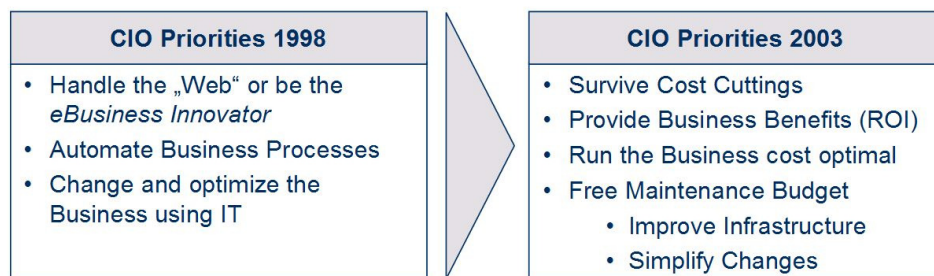 CIO Priorities 1998
• Handle the „Web“ or be the
eBusiness Innovator
• Automate Business Processes
• Change and optimize the
Business using IT
CIO Priorities 2003
• Survive Cost Cuttings
• Provide Business Benefits (ROI)
• Run the Business cost optimal
• Free Maintenance Budget
• Improve Infrastructure
• Simplify Changes